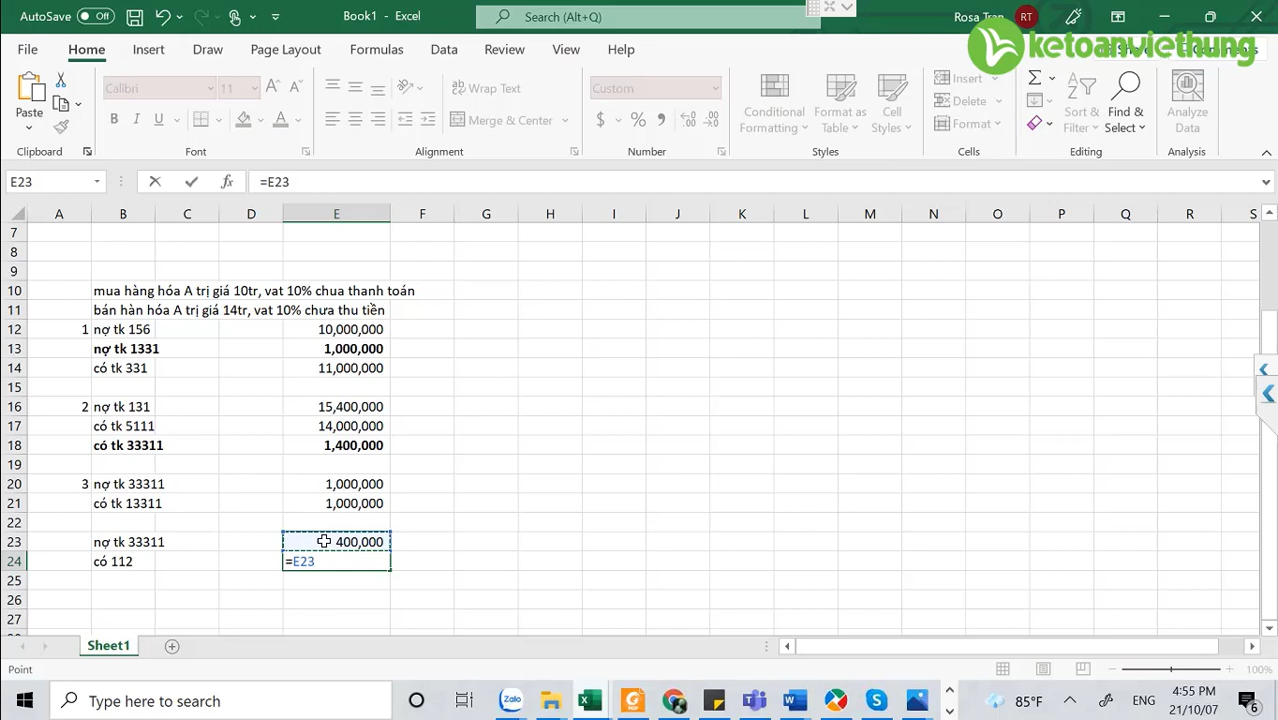 AutoSave Off Book1 - Excel Search (Alt+Q) Rosa Tran RT
File Home Insert Draw Page Layout Formulas Data Review View Help
ketoanviethung
Paste
Calibri 11
Wrap Text
Custom
Conditional Formatting
Format as Table
Cell Styles
Insert
Sort & Filter
Find & Select
Analyze Data
B I U A
Merge & Center
$ %
Delete
Format
Clipboard Font Alignment Number Styles Cells Editing Analysis
E23 fx =E23
A B C D E F G H I J K L M N O P Q R S
7
8
9
10 mua hàng hóa A trị giá 10tr, vat 10% chua thanh toán
11 bán hàn hóa A trị giá 14tr, vat 10% chưa thu tiền
12 1 nợ tk 156 10,000,000
13 nợ tk 1331 1,000,000
14 có tk 331 11,000,000
15
16 2 nợ tk 131 15,400,000
17 có tk 5111 14,000,000
18 có tk 33311 1,400,000
19
20 3 nợ tk 33311 1,000,000
21 có tk 13311 1,000,000
22
23 nợ tk 33311 400,000
24 có 112 =E23
25
26
27
Sheet1
Point 100%
Type here to search Zalo 85°F ENG 4:55 PM
21/10/07 6